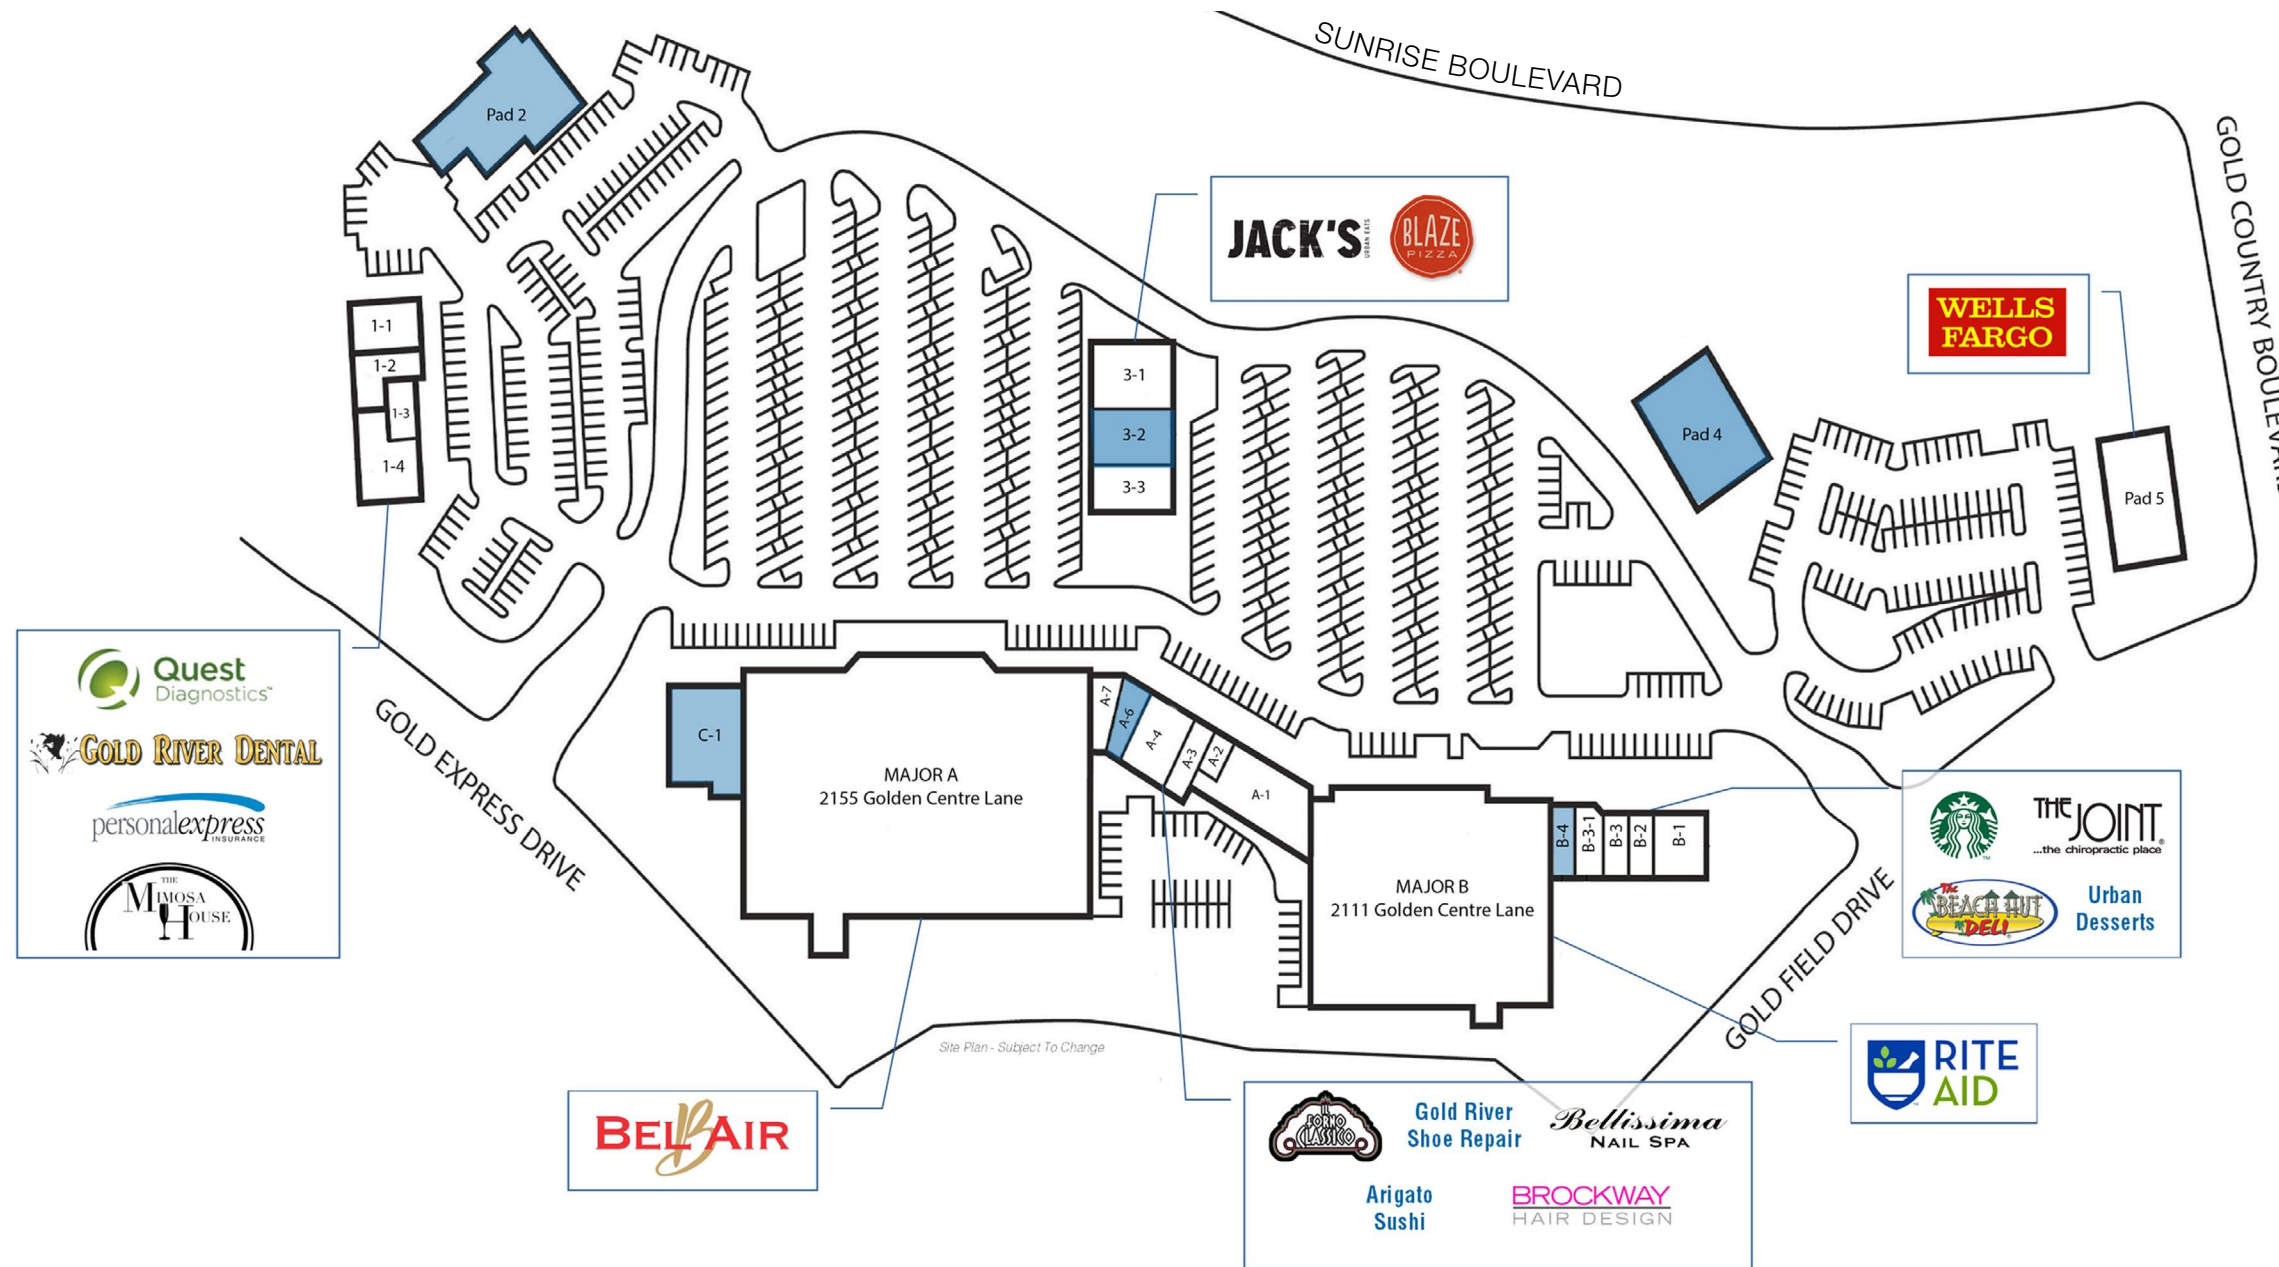 SUNRISE BOULEVARD
GOLD COUNTRY BOULEVARD
Pad 2
JACK'S
URBAN EATS
BLAZE
PIZZA
WELLS
FARGO
1-1
1-2
1-3
1-4
3-1
3-2
3-3
Pad 4
Pad 5
Quest
Diagnostics™
GOLD RIVER DENTAL
personalexpress
INSURANCE
THE
MIMOSA
HOUSE
GOLD EXPRESS DRIVE
C-1
MAJOR A
2155 Golden Centre Lane
A-7
A-6
A-4
A-3
A-2
A-1
MAJOR B
2111 Golden Centre Lane
B-4
B-3-1
B-3
B-2
B-1
THE JOINT®
...the chiropractic place
The
BEACH HUT
DELI
Urban
Desserts
GOLD FIELD DRIVE
RITE
AID
Site Plan - Subject To Change
BEL AIR
IL
FORNO
CLASSICO
Gold River
Shoe Repair
Bellissima
NAIL SPA
Arigato
Sushi
BROCKWAY
HAIR DESIGN